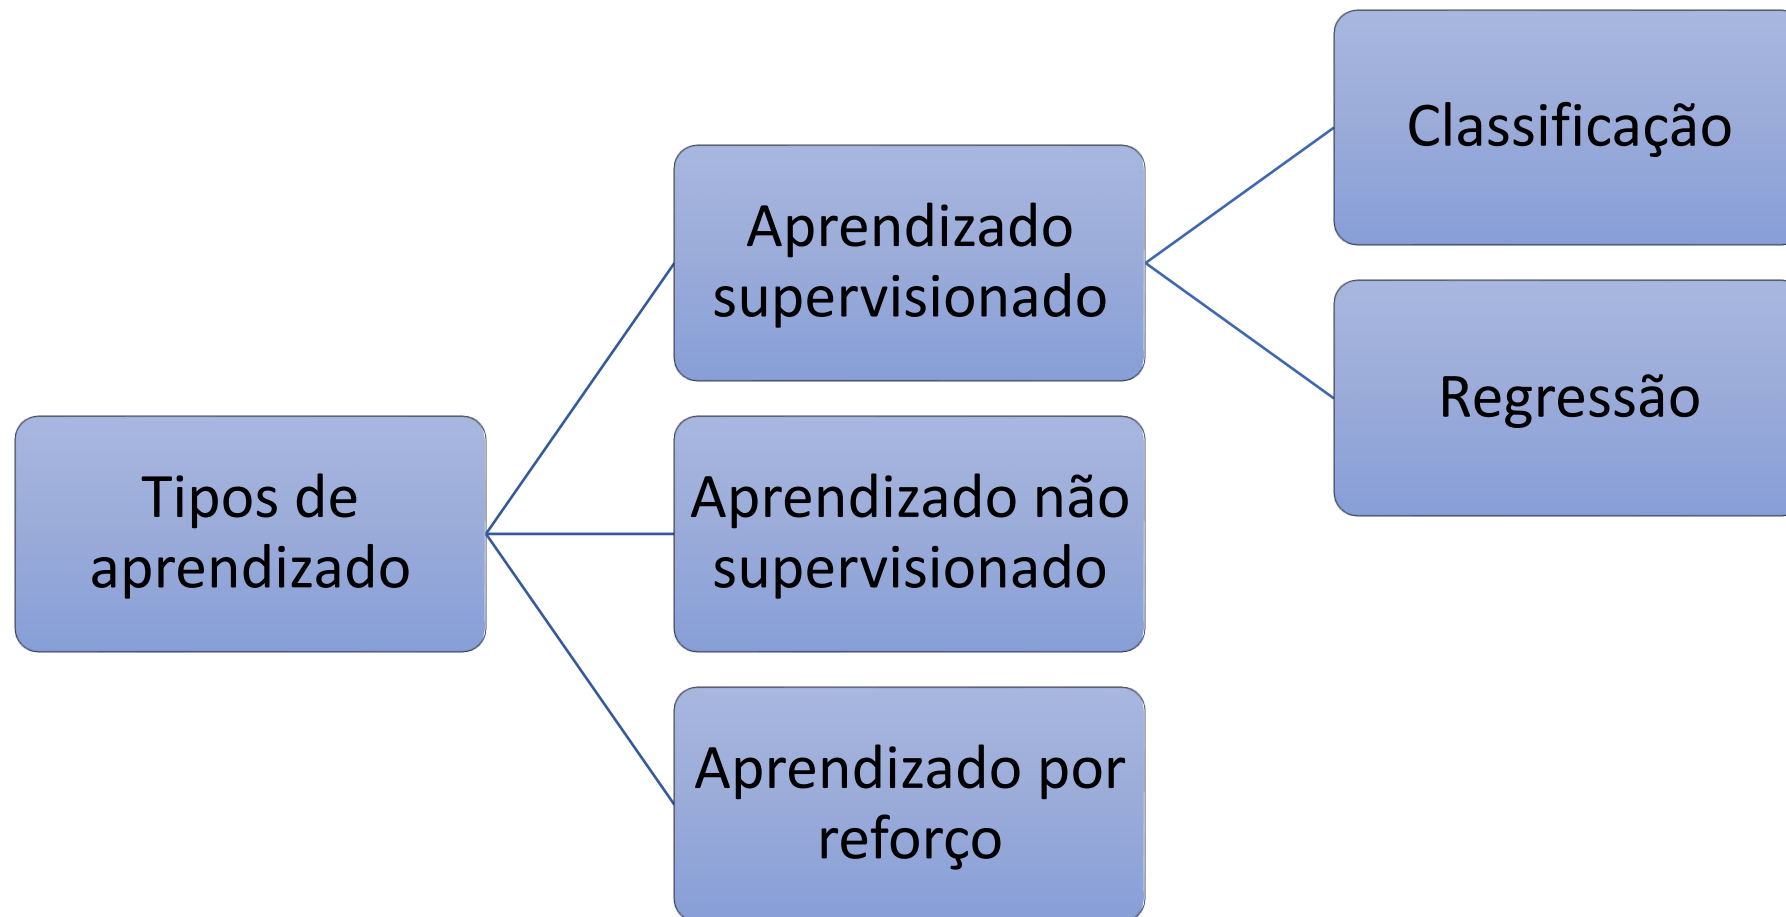 Tipos de
aprendizado
Aprendizado
supervisionado
Classificação
Regressão
Aprendizado não
supervisionado
Aprendizado por
reforço